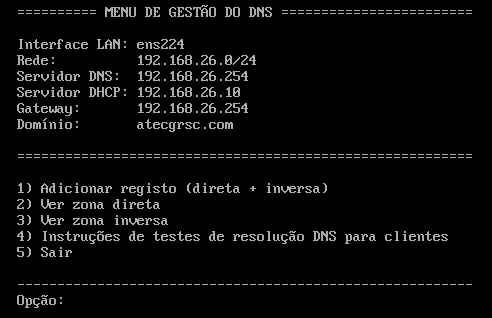 ========== MENU DE GESTÃO DO DNS ========================
Interface LAN: ens224
Rede: 192.168.26.0/24
Servidor DNS: 192.168.26.254
Servidor DHCP: 192.168.26.10
Gateway: 192.168.26.254
Domínio: atecgrsc.com
=========================================================
1) Adicionar registo (direta + inversa)
2) Ver zona direta
3) Ver zona inversa
4) Instruções de testes de resolução DNS para clientes
5) Sair
---------------------------------------------------------
Opção: